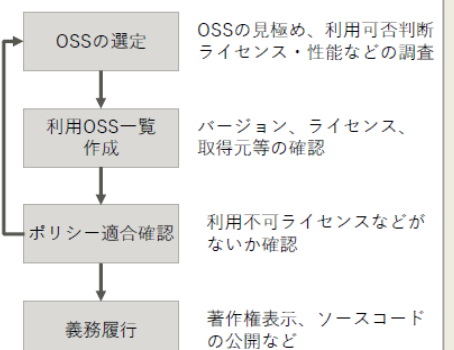 OSSの選定
OSSの見極め、利用可否判断
ライセンス・性能などの調査
利用OSS一覧
作成
バージョン、ライセンス、
取得元等の確認
ポリシー適合確認
利用不可ライセンスなどが
ないか確認
義務履行
著作権表示、ソースコード
の公開など